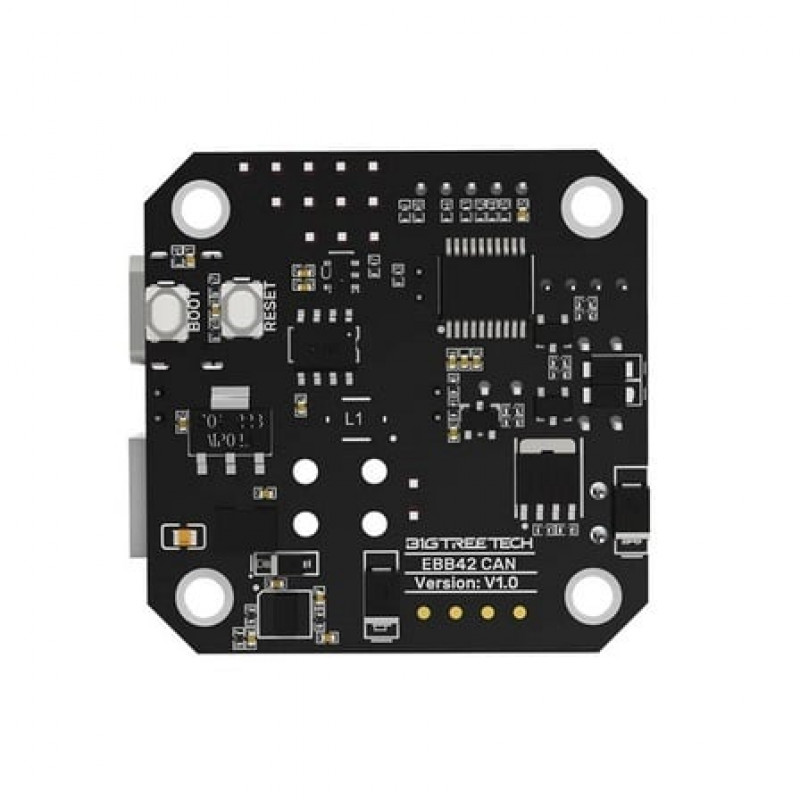 BOOT
RESET
L1
BIGTREETECH
EBB42 CAN
Version: V1.0